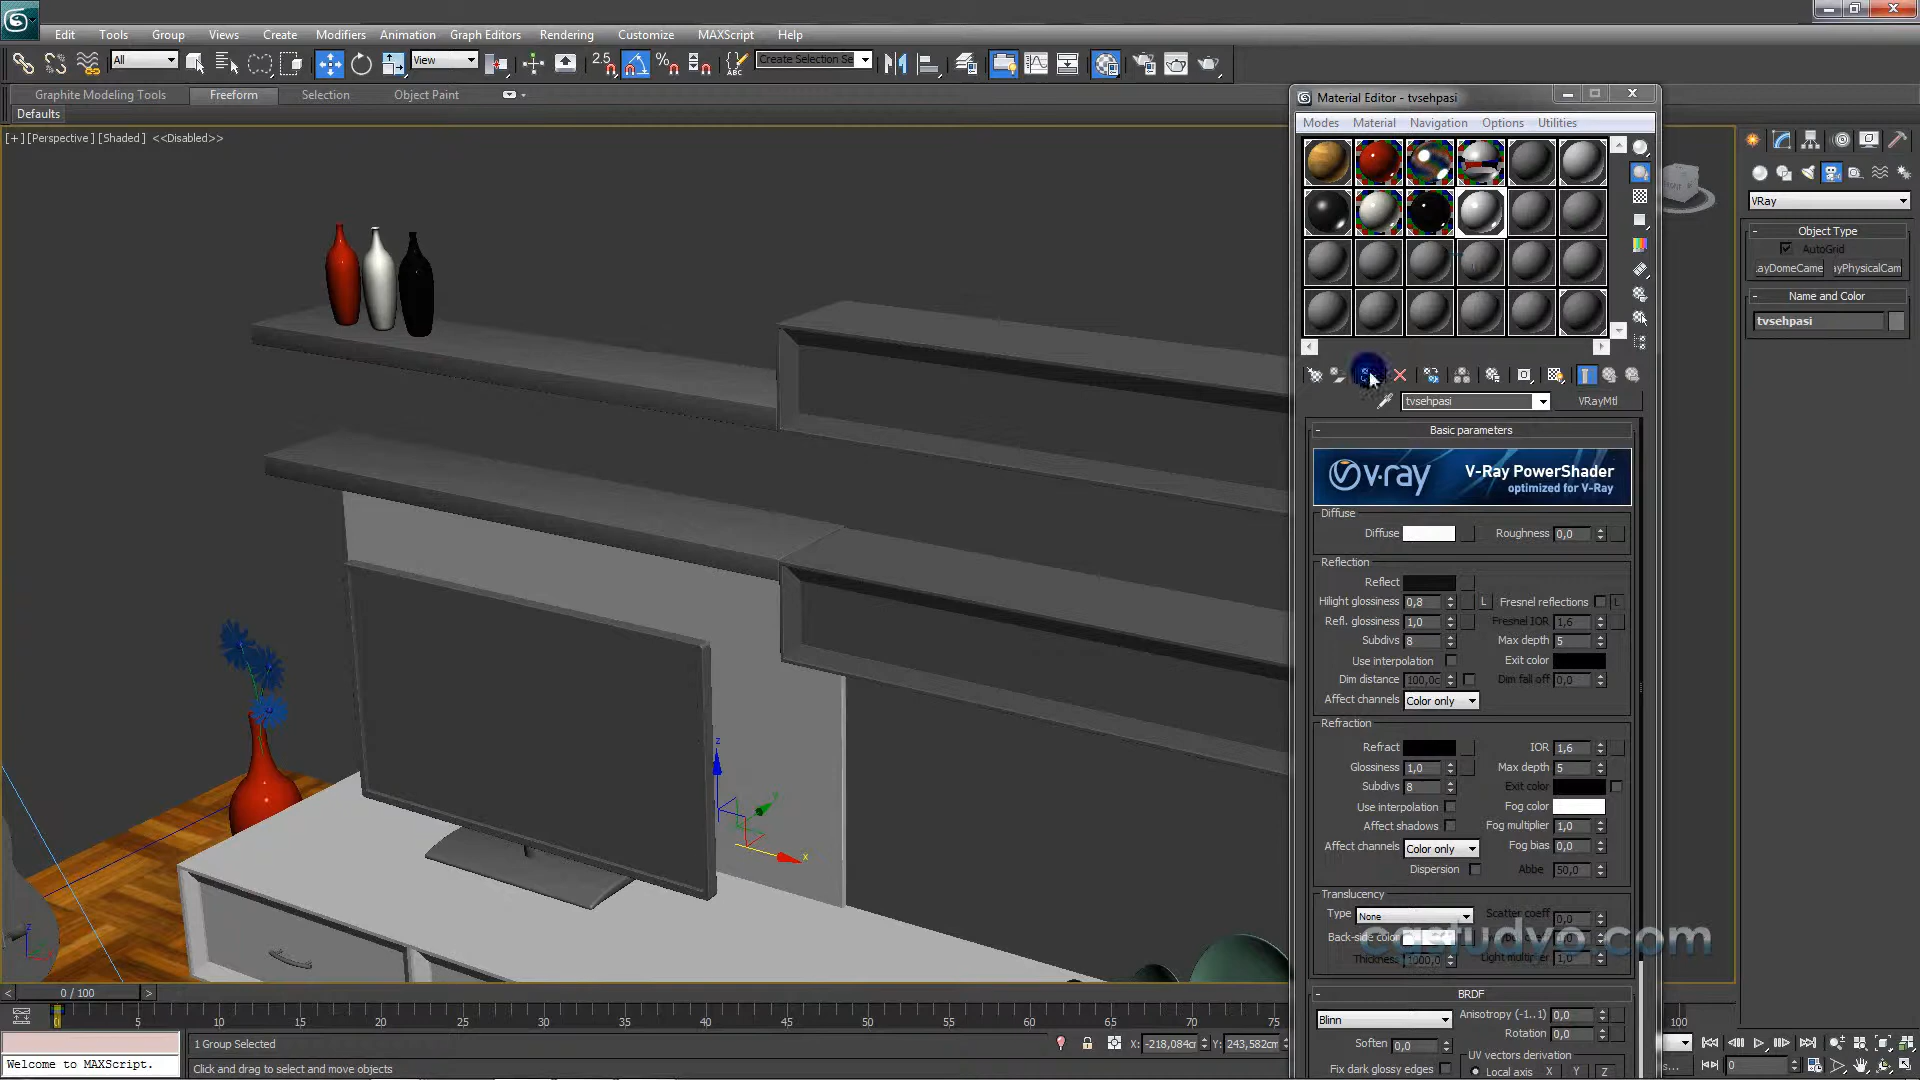 Edit Tools Group Views Create Modifiers Animation Graph Editors Rendering Customize MAXScript Help
All View 2.5 ABC Create Selection Se
Graphite Modeling Tools Freeform Selection Object Paint
Defaults
[+][Perspective][Shaded] <<Disabled>>
Material Editor - tvsehpasi
Modes Material Navigation Options Utilities
tvsehpasi VRayMtl
Basic parameters
v-ray V-Ray PowerShader
optimized for V-Ray
Diffuse
Diffuse Roughness 0,0
Reflection
Reflect
Hilight glossiness 0,8 L Fresnel reflections L
Refl. glossiness 1,0 Fresnel IOR 1,6
Subdivs 8 Max depth 5
Use interpolation Exit color
Dim distance 100,0c Dim fall off 0,0
Affect channels Color only
Refraction
Refract IOR 1,6
Glossiness 1,0 Max depth 5
Subdivs 8 Exit color
Use interpolation Fog color
Affect shadows Fog multiplier 1,0
Affect channels Color only Fog bias 0,0
Dispersion Abbe 50,0
Translucency
Type None Scatter coeff 0,0
Back-side color
Thickness 1000,0 Light multiplier 1,0
cgstudyo.com
BRDF
Blinn Anisotropy (-1..1) 0,0
Rotation 0,0
Soften 0,0
UV vectors derivation
Fix dark glossy edges Local axis X Y Z
VRay
Object Type
AutoGrid
ayDomeCame yPhysicalCam
Name and Color
tvsehpasi
z y x
z
< 0 / 100 >
0 5 10 15 20 25 30 35 40 45 50 55 60 65 70 75 100
1 Group Selected X: -218,084cm Y: 243,582cm
Welcome to MAXScript. Click and drag to select and move objects
0